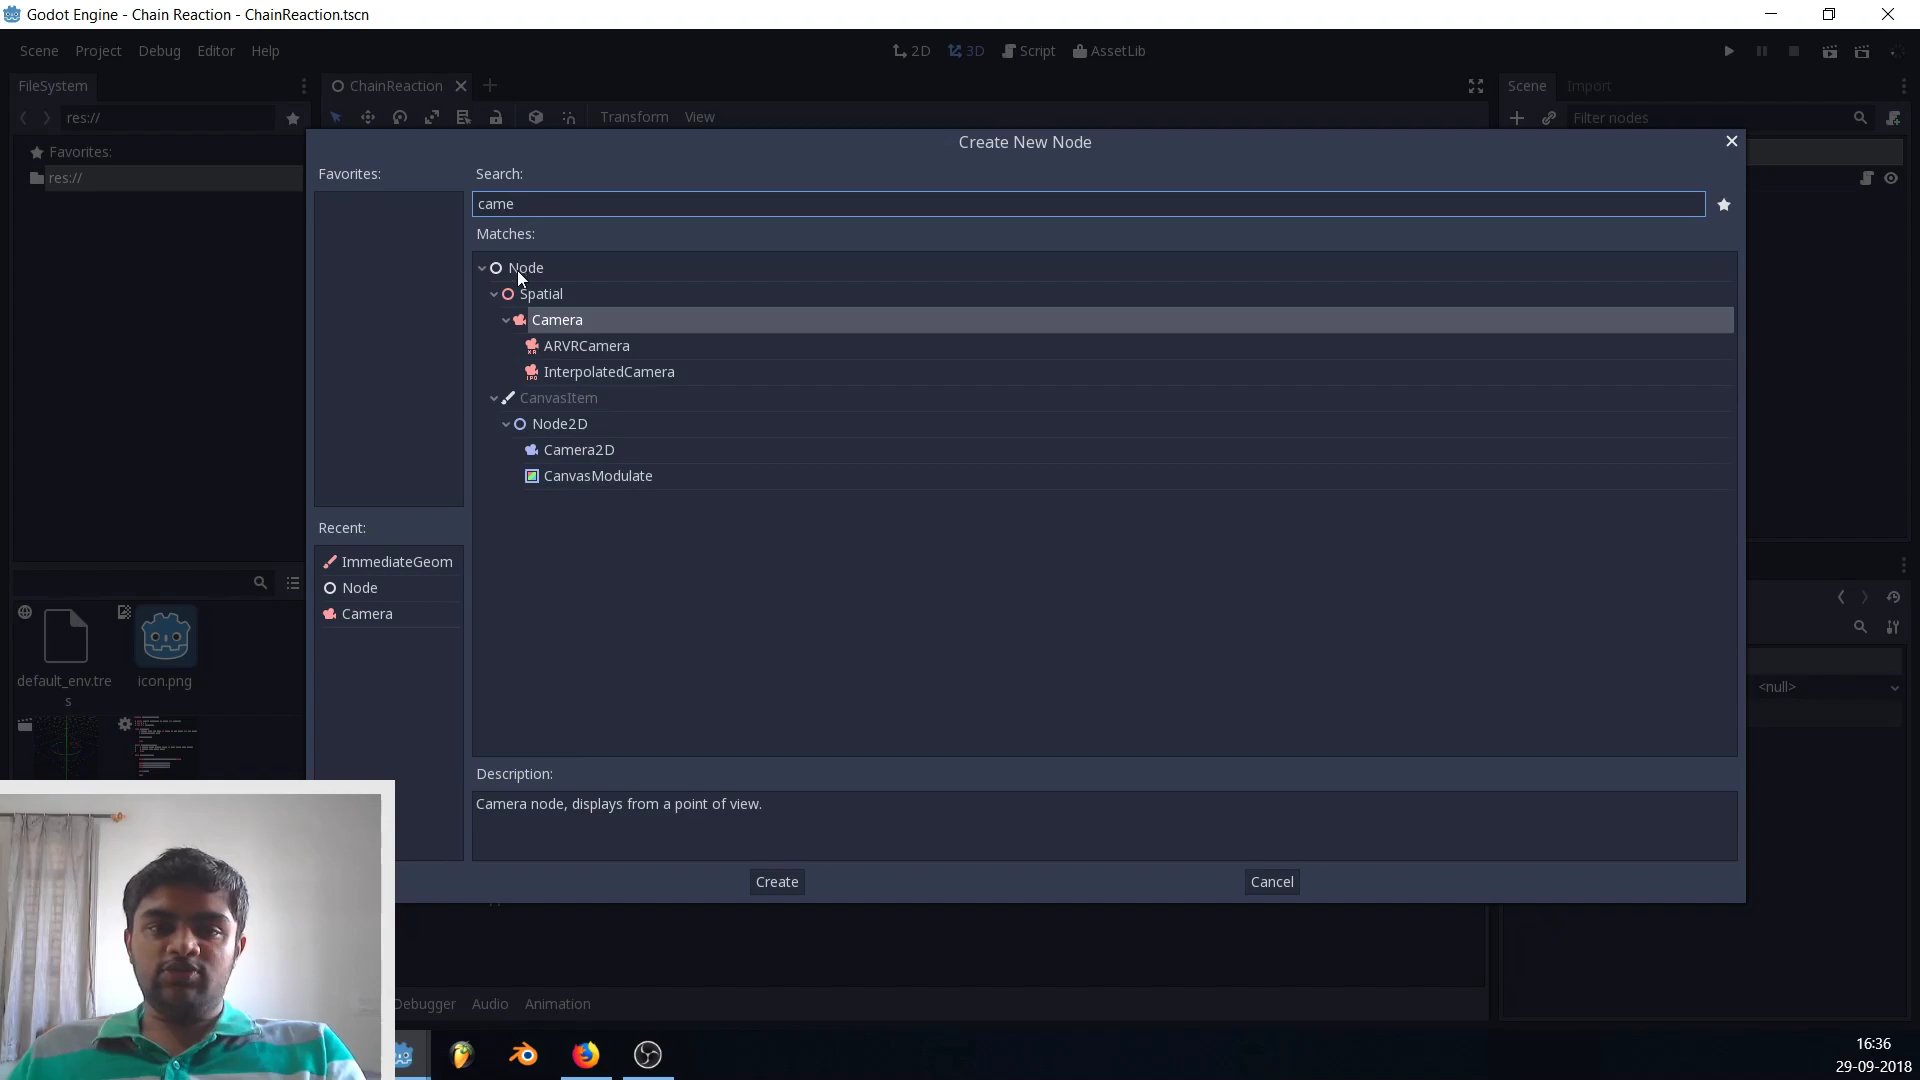 Godot Engine - Chain Reaction - ChainReaction.tscn
Scene Project Debug Editor Help
2D 3D Script AssetLib
FileSystem
ChainReaction
Scene Import
res://
Transform View
Filter nodes
Create New Node
Favorites:
res://
Favorites:
Search:
came
Matches:
Node
Spatial
Camera
ARVRCamera
InterpolatedCamera
CanvasItem
Node2D
Camera2D
CanvasModulate
Recent:
ImmediateGeom
Node
Camera
default_env.tre
s
icon.png
<null>
Description:
Camera node, displays from a point of view.
Create Cancel
Debugger Audio Animation
16:36
29-09-2018